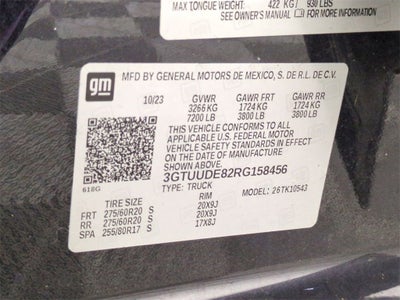 MAX TONGUE WEIGHT: 422 KG/ 930 LBS
SEE OWNER'S MANUAL FOR MORE INFORMATION
gm
MFD BY GENERAL MOTORS DE MEXICO, S. DE R.L. DE C.V.
10/23 GVWR GAWR FRT GAWR RR
3266 KG 1724 KG 1724 KG
7200 LB 3800 LB 3800 LB
THIS VEHICLE CONFORMS TO ALL
APPLICABLE U.S. FEDERAL MOTOR
VEHICLE SAFETY STANDARDS IN EFFECT
ON THE DATE OF MANUFACTURE
SHOWN ABOVE.
3GTUUDE82RG158456
618G
TYPE: TRUCK MODEL: 26TK10543
TIRE SIZE RIM
FRT 275/60R20 S 20X9J
RR 275/60R20 S 20X9J
SPA 255/80R17 S 17X8J